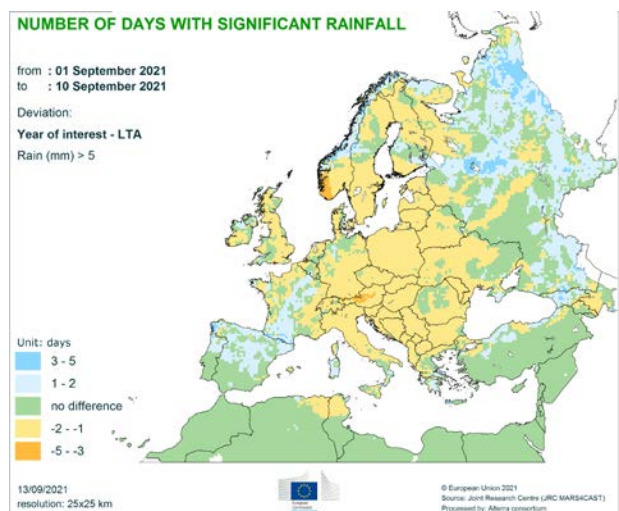 NUMBER OF DAYS WITH SIGNIFICANT RAINFALL
from : 01 September 2021
to : 10 September 2021
Deviation:
Year of interest - LTA
Rain (mm) > 5
Unit: days
3 - 5
1 - 2
no difference
-2 - -1
-5 - -3
13/09/2021
resolution: 25x25 km
European
Commission
© European Union 2021
Source: Joint Research Centre (JRC MARS4CAST)
Processed by: Alterra consortium